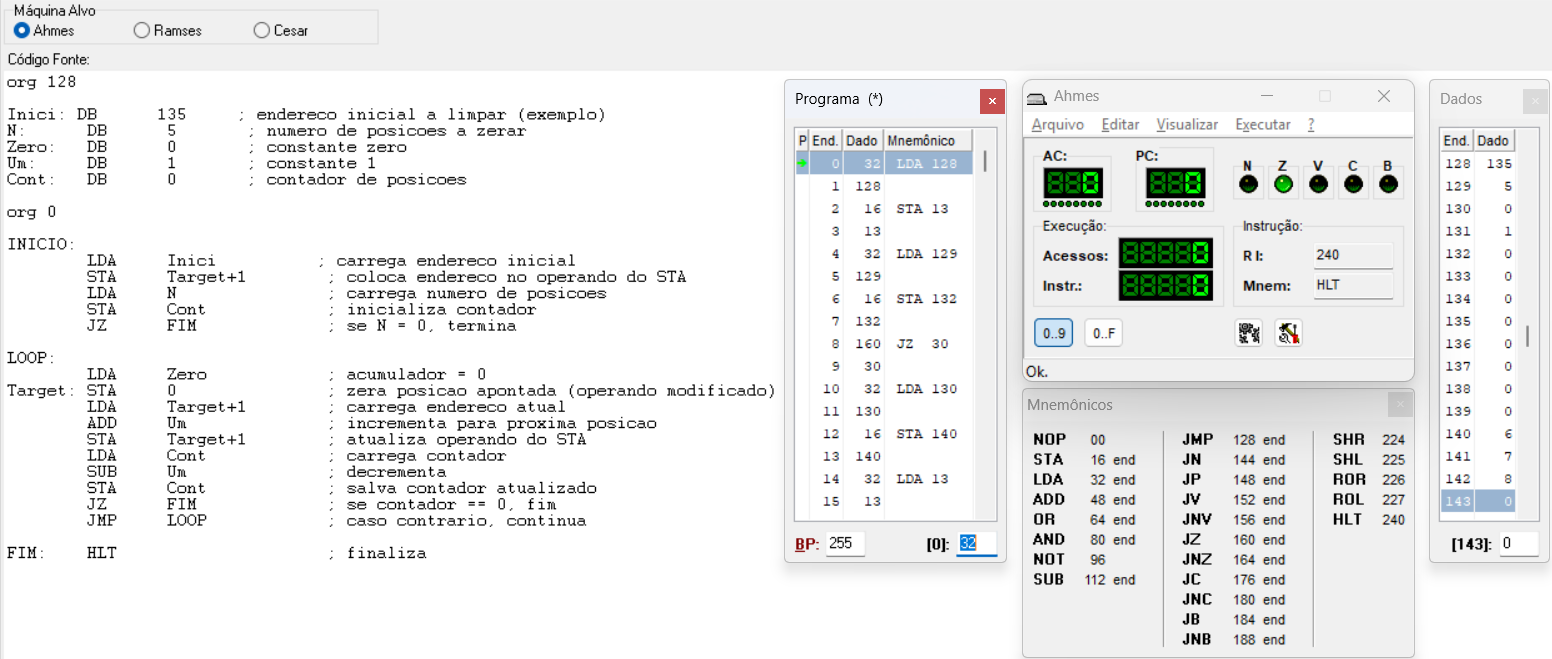 Máquina Alvo
Ahmes Ramses Cesar
Código Fonte:
org 128
Inici: DB 135 ; endereco inicial a limpar (exemplo)
N: DB 5 ; numero de posicoes a zerar
Zero: DB 0 ; constante zero
Um: DB 1 ; constante 1
Cont: DB 0 ; contador de posicoes
org 0
INICIO:
LDA Inici ; carrega endereco inicial
STA Target+1 ; coloca endereco no operando do STA
LDA N ; carrega numero de posicoes
STA Cont ; inicializa contador
JZ FIM ; se N = 0, termina
LOOP:
LDA Zero ; acumulador = 0
Target: STA 0 ; zera posicao apontada (operando modificado)
LDA Target+1 ; carrega endereco atual
ADD Um ; incrementa para proxima posicao
STA Target+1 ; atualiza operando do STA
LDA Cont ; carrega contador
SUB Um ; decrementa
STA Cont ; salva contador atualizado
JZ FIM ; se contador == 0, fim
JMP LOOP ; caso contrario, continua
FIM: HLT ; finaliza
Programa (*)
P End. Dado Mnemônico
0 32 LDA 128
1 128
2 16 STA 13
3 13
4 32 LDA 129
5 129
6 16 STA 132
7 132
8 160 JZ 30
9 30
10 32 LDA 130
11 130
12 16 STA 140
13 140
14 32 LDA 13
15 13
BP: 255 [0]: 32
Ahmes
Arquivo Editar Visualizar Executar ?
AC: PC: N Z V C B
0 0
Execução: Instrução:
Acessos: 0 R I: 240
Instr.: 0 Mnem: HLT
0..9 0..F
Ok.
Mnemônicos
NOP 00 JMP 128 end SHR 224
STA 16 end JN 144 end SHL 225
LDA 32 end JP 148 end ROR 226
ADD 48 end JV 152 end ROL 227
OR 64 end JNV 156 end HLT 240
AND 80 end JZ 160 end
NOT 96 JNZ 164 end
SUB 112 end JC 176 end
JNC 180 end
JB 184 end
JNB 188 end
Dados
End. Dado
128 135
129 5
130 0
131 1
132 0
133 0
134 0
135 0
136 0
137 0
138 0
139 0
140 6
141 7
142 8
143 0
[143]: 0